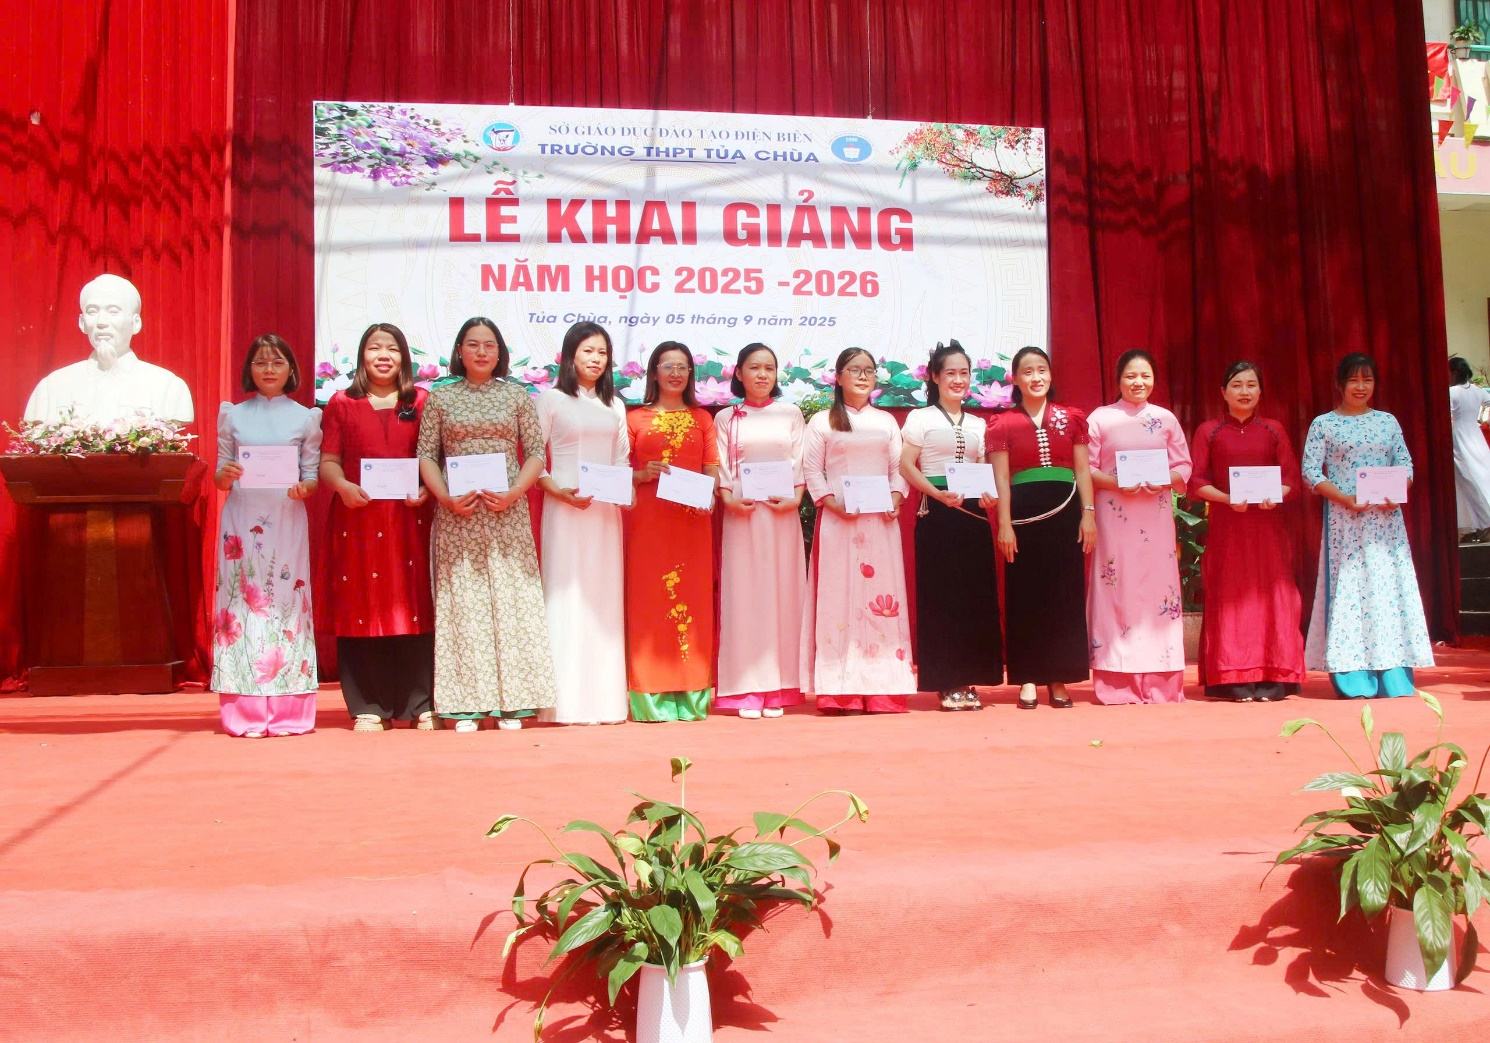 SỞ GIÁO DỤC ĐÀO TẠO ĐIỆN BIÊN
TRƯỜNG THPT TỦA CHÙA
LỄ KHAI GIẢNG
NĂM HỌC 2025 -2026
Tủa Chùa, ngày 05 tháng 9 năm 2025